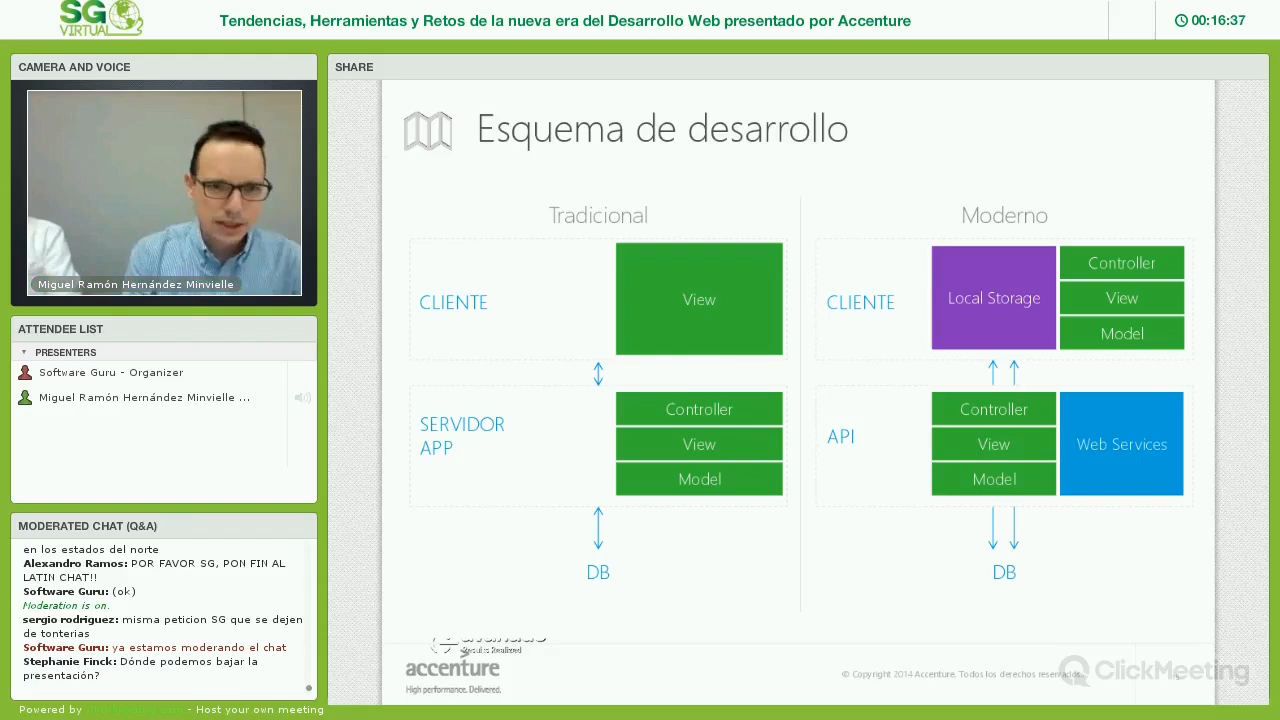 SG
VIRTUAL
Tendencias, Herramientas y Retos de la nueva era del Desarrollo Web presentado por Accenture
00:16:37
CAMERA AND VOICE
Miguel Ramón Hernández Minvielle
ATTENDEE LIST
PRESENTERS
Software Guru - Organizer
Miguel Ramón Hernández Minvielle ...
MODERATED CHAT (Q&A)
en los estados del norte
Alexandro Ramos: POR FAVOR SG, PON FIN AL
LATIN CHAT!!
Software Guru: (ok)
Moderation is on.
sergio rodriguez: misma peticion SG que se dejen
de tonterias
Software Guru: ya estamos moderando el chat
Stephanie Finck: Dónde podemos bajar la
presentación?
Powered by clickmeeting.com - Host your own meeting
SHARE
Esquema de desarrollo
Tradicional
CLIENTE
View
SERVIDOR
APP
Controller
View
Model
DB
Moderno
CLIENTE
Local Storage
Controller
View
Model
API
Controller
View
Model
Web Services
DB
Results Realized
accenture
High performance. Delivered.
© Copyright 2014 Accenture. Todos los derechos reservados.
ClickMeeting